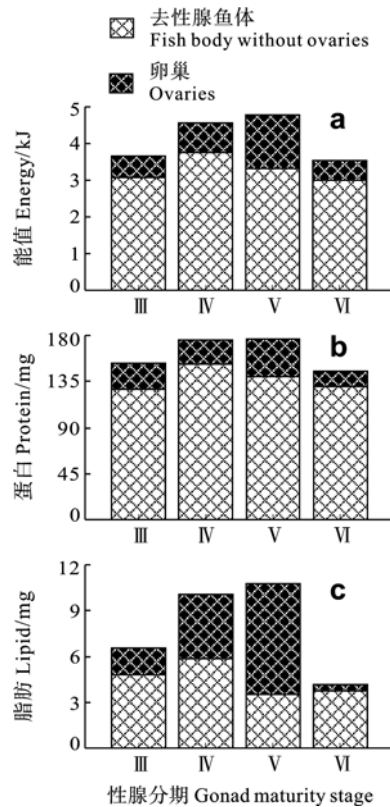 去性腺鱼体
Fish body without ovaries
卵巢
Ovaries
a
能值 Energy/kJ
5
4
3
2
1
0
Ⅲ Ⅳ Ⅴ Ⅵ
b
蛋白 Protein/mg
180
135
90
45
0
Ⅲ Ⅳ Ⅴ Ⅵ
c
脂肪 Lipid/mg
12
9
6
3
0
Ⅲ Ⅳ Ⅴ Ⅵ
性腺分期 Gonad maturity stage